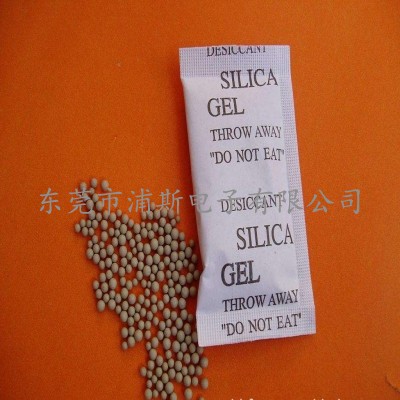 DESICCANT
SILICA
GEL
THROW AWAY
"DO NOT EAT"
东莞市浦斯电子有限公司
DESICCANT
SILICA
GEL
THROW AWAY
"DO NOT EAT"